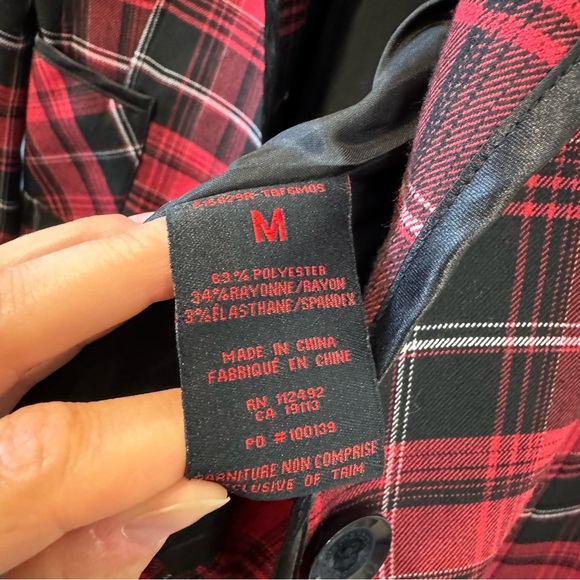 M
63% POLYESTER
34% RAYONNE/RAYON
3% ÉLASTHANE/SPANDEX
MADE IN CHINA
FABRIQUÉ EN CHINE
RN 112492
CA 19113
PO #100139
GARNITURE NON COMPRISE
EXCLUSIVE OF TRIM